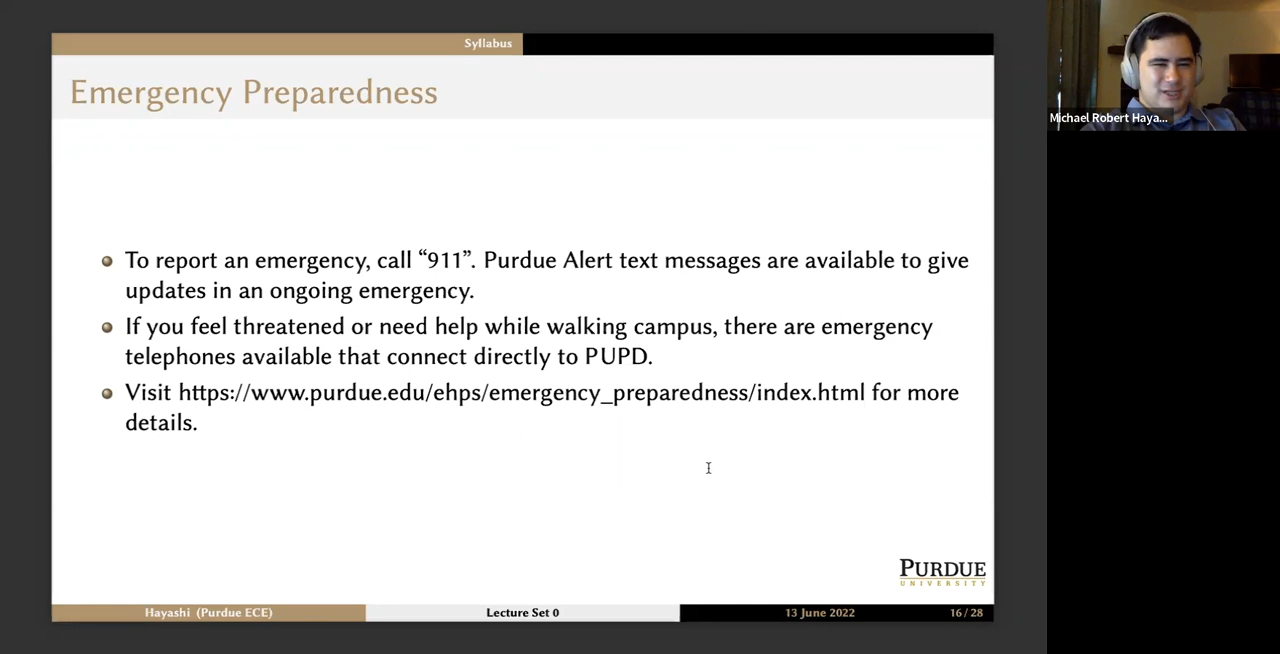 Syllabus
Emergency Preparedness
Michael Robert Haya...
To report an emergency, call “911”. Purdue Alert text messages are available to give
updates in an ongoing emergency.
If you feel threatened or need help while walking campus, there are emergency
telephones available that connect directly to PUPD.
Visit https://www.purdue.edu/ehps/emergency_preparedness/index.html for more
details.
PURDUE
UNIVERSITY
Hayashi (Purdue ECE) Lecture Set 0 13 June 2022 16 / 28